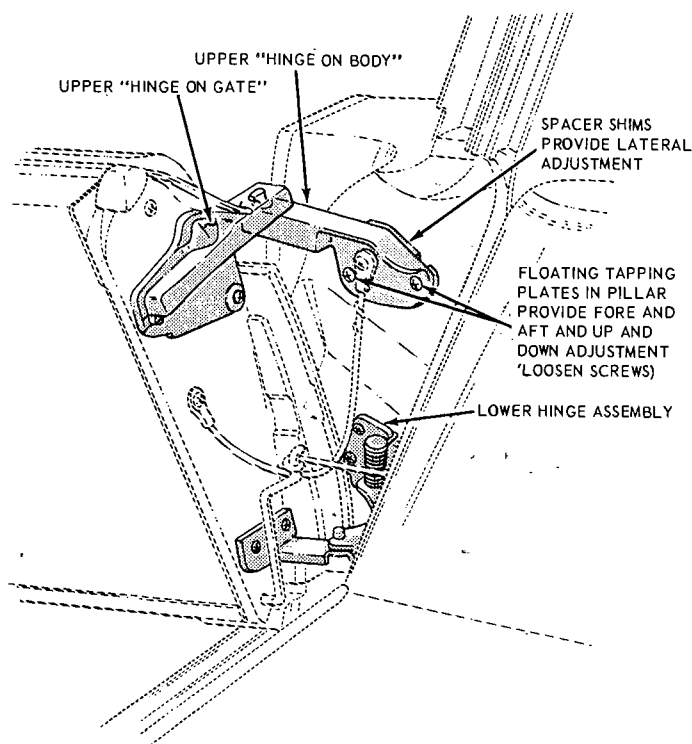 UPPER "HINGE ON BODY"
UPPER "HINGE ON GATE"
SPACER SHIMS
PROVIDE LATERAL
ADJUSTMENT
FLOATING TAPPING
PLATES IN PILLAR
PROVIDE FORE AND
AFT AND UP AND
DOWN ADJUSTMENT
'LOOSEN SCREWS)
LOWER HINGE ASSEMBLY